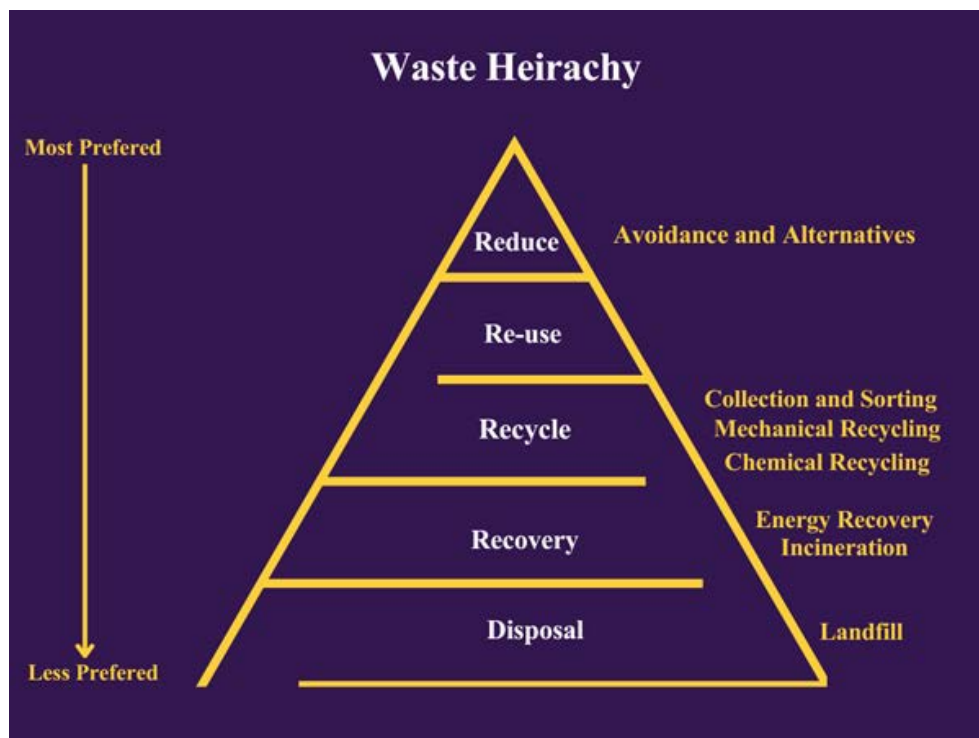 Waste Heirachy
Most Prefered
Reduce
Avoidance and Alternatives
Re-use
Recycle
Collection and Sorting
Mechanical Recycling
Chemical Recycling
Recovery
Energy Recovery
Incineration
Disposal
Landfill
Less Prefered